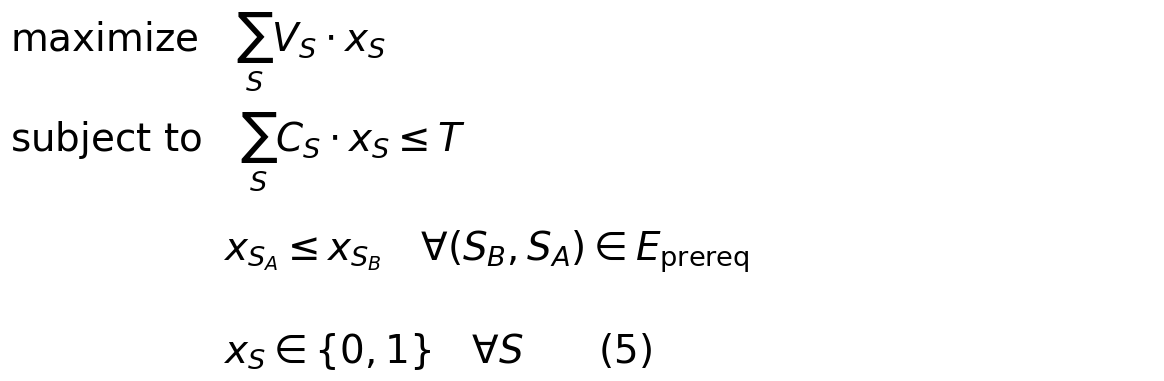 maximize ∑_S V_S · x_S
subject to ∑_S C_S · x_S ≤ T
x_{S_A} ≤ x_{S_B} ∀(S_B, S_A) ∈ E_prereq
x_S ∈ {0, 1} ∀S (5)